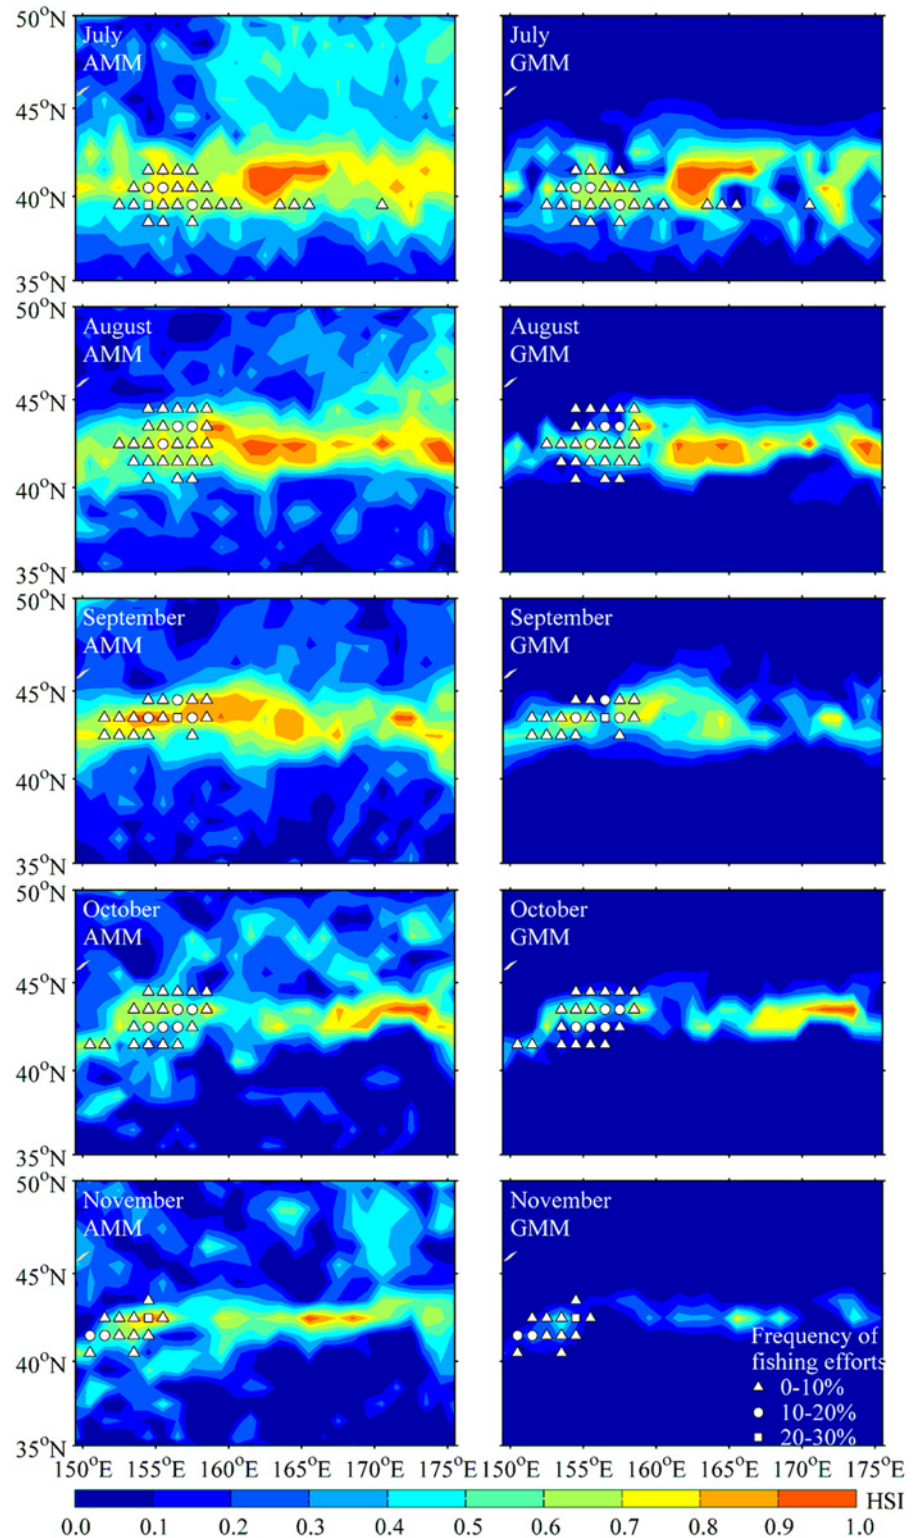 50°N
July
AMM
July
GMM
45°N
40°N
35°N
50°N
August
AMM
August
GMM
45°N
40°N
35°N
50°N
September
AMM
September
GMM
45°N
40°N
35°N
50°N
October
AMM
October
GMM
45°N
40°N
35°N
50°N
November
AMM
November
GMM
45°N
40°N
35°N
Frequency of
fishing efforts
0-10%
10-20%
20-30%
150°E 155°E 160°E 165°E 170°E 175°E 150°E 155°E 160°E 165°E 170°E 175°E
HSI
0.0 0.1 0.2 0.3 0.4 0.5 0.6 0.7 0.8 0.9 1.0